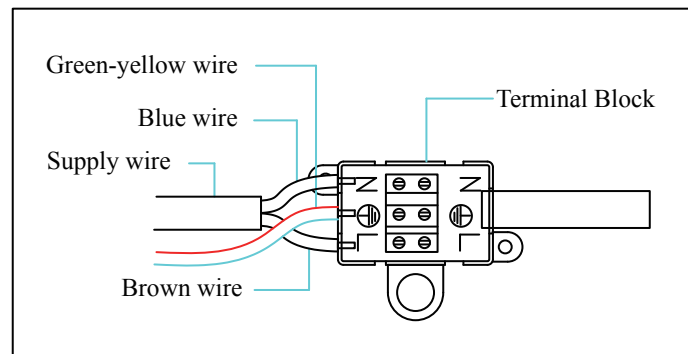 Green-yellow wire
Terminal Block
Blue wire
Supply wire
N N
L L
Brown wire